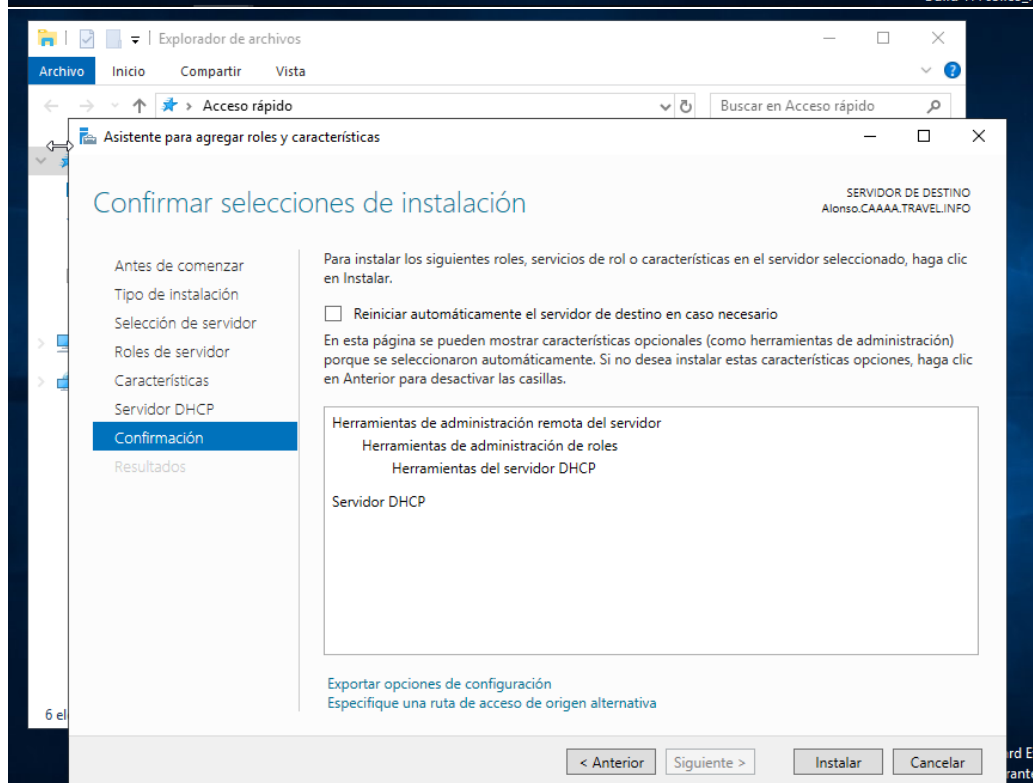 Explorador de archivos
Archivo Inicio Compartir Vista
Acceso rápido Buscar en Acceso rápido
Asistente para agregar roles y características
Confirmar selecciones de instalación
SERVIDOR DE DESTINO
Alonso.CAAAA.TRAVEL.INFO
Antes de comenzar
Tipo de instalación
Selección de servidor
Roles de servidor
Características
Servidor DHCP
Confirmación
Resultados
Para instalar los siguientes roles, servicios de rol o características en el servidor seleccionado, haga clic
en Instalar.
Reiniciar automáticamente el servidor de destino en caso necesario
En esta página se pueden mostrar características opcionales (como herramientas de administración)
porque se seleccionaron automáticamente. Si no desea instalar estas características opciones, haga clic
en Anterior para desactivar las casillas.
Herramientas de administración remota del servidor
Herramientas de administración de roles
Herramientas del servidor DHCP
Servidor DHCP
Exportar opciones de configuración
Especifique una ruta de acceso de origen alternativa
6 el
< Anterior Siguiente > Instalar Cancelar